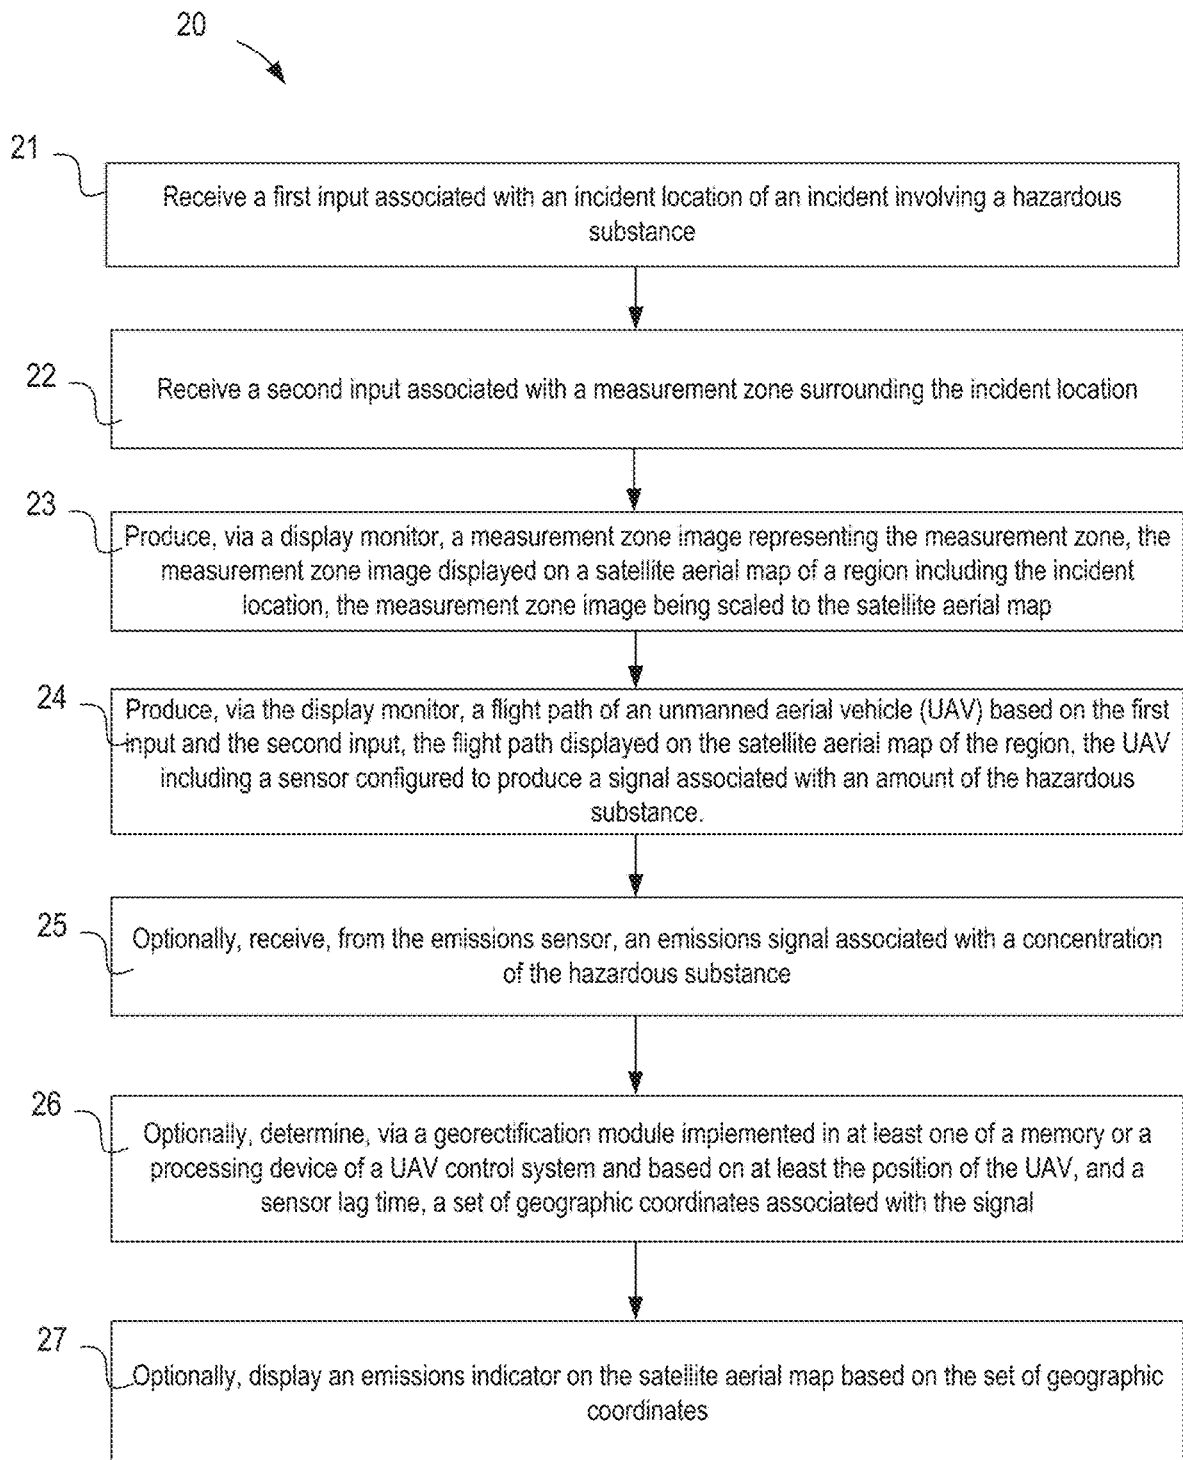 20
21
Receive a first input associated with an incident location of an incident involving a hazardous
substance
22
Receive a second input associated with a measurement zone surrounding the incident location
23
Produce, via a display monitor, a measurement zone image representing the measurement zone, the
measurement zone image displayed on a satellite aerial map of a region including the incident
location, the measurement zone image being scaled to the satellite aerial map
24
Produce, via the display monitor, a flight path of an unmanned aerial vehicle (UAV) based on the first
input and the second input, the flight path displayed on the satellite aerial map of the region, the UAV
including a sensor configured to produce a signal associated with an amount of the hazardous
substance.
25
Optionally, receive, from the emissions sensor, an emissions signal associated with a concentration
of the hazardous substance
26
Optionally, determine, via a georectification module implemented in at least one of a memory or a
processing device of a UAV control system and based on at least the position of the UAV, and a
sensor lag time, a set of geographic coordinates associated with the signal
27
Optionally, display an emissions indicator on the satellite aerial map based on the set of geographic
coordinates